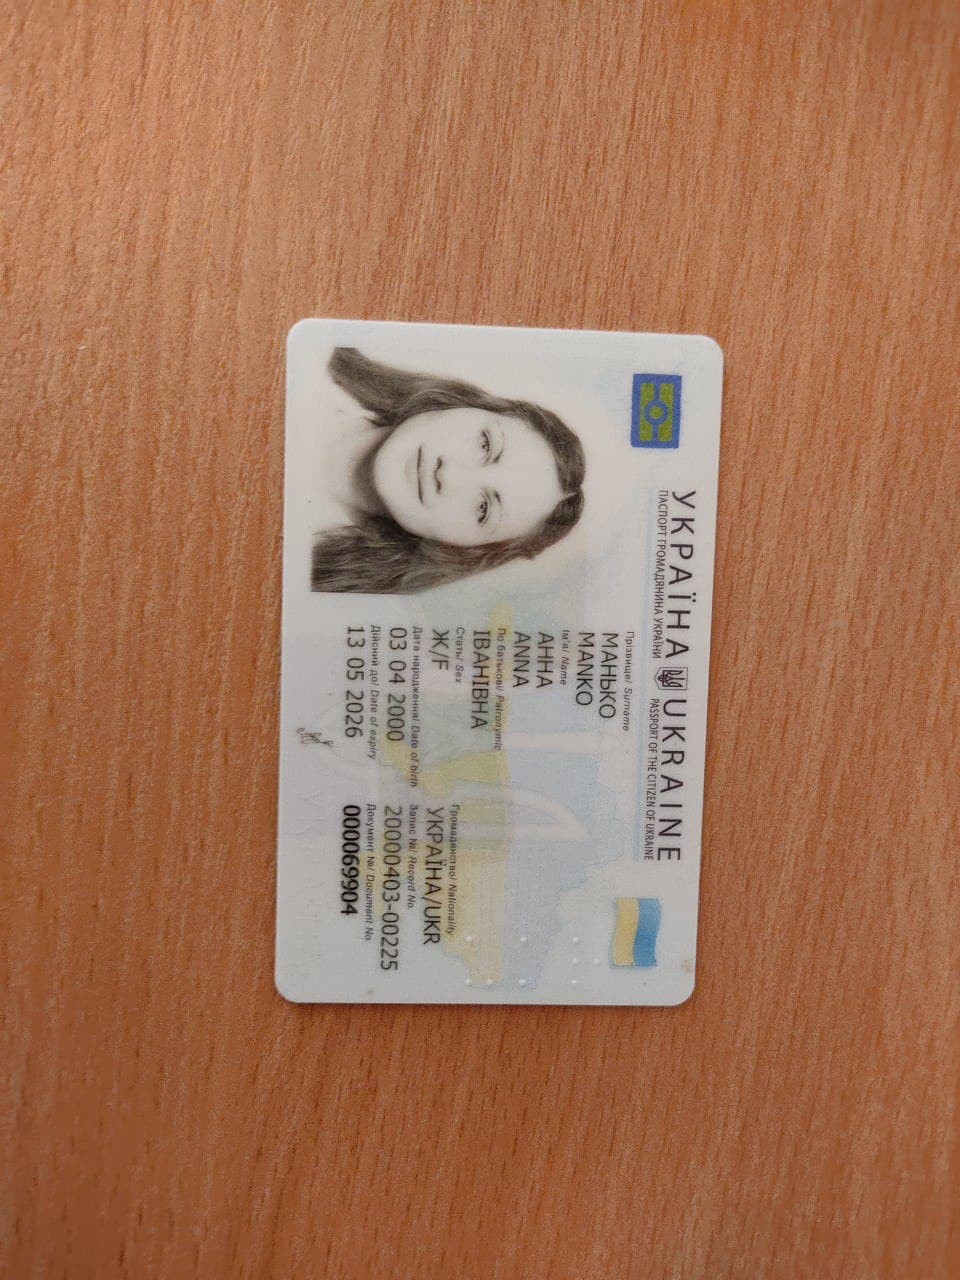 УКРАЇНА UKRAINE
ПАСПОРТ ГРОМАДЯНИНА УКРАЇНИ PASSPORT OF THE CITIZEN OF UKRAINE
Прізвище/ Surname
МАНЬКО
MANKO
Ім'я/ Name
АННА
ANNA
По батькові/ Patronymic
ІВАНІВНА
Стать/ Sex Громадянство/ Nationality
Ж/F УКРАЇНА/UKR
Дата народження/ Date of birth Запис №/ Record No.
03 04 2000 20000403-00225
Дійсний до/ Date of expiry Документ №/ Document No.
13 05 2026 000069904